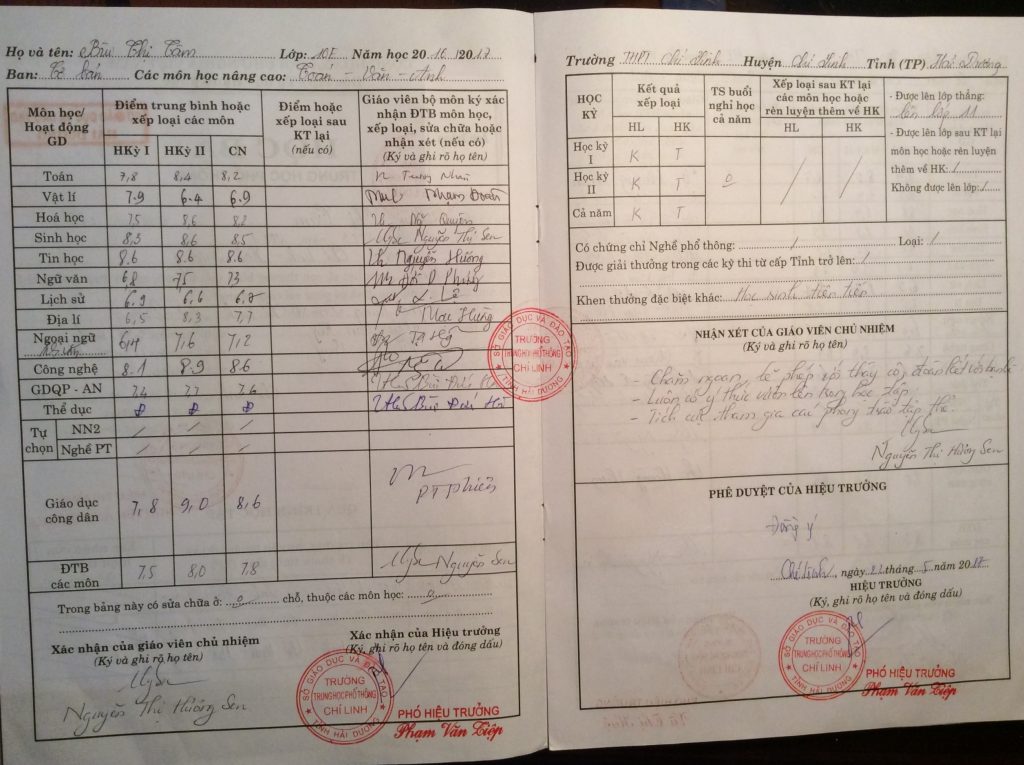 Họ và tên: Bùi Thị Tâm Lớp: 10F Năm học 2016 /2017
Ban: Cơ bản Các môn học nâng cao: Toán - Văn - Anh
Môn học/ Hoạt động GD
Điểm trung bình hoặc xếp loại các môn
HKỳ I HKỳ II CN
Điểm hoặc xếp loại sau KT lại (nếu có)
Giáo viên bộ môn ký xác nhận ĐTB môn học, xếp loại, sửa chữa hoặc nhận xét (nếu có)
(Ký và ghi rõ họ tên)
Toán 7,8 8,4 8,2
Vật lí 7.9 6.4 6.9 Phạm Đoan
Hoá học 7,5 8,6 8,2
Sinh học 8,3 8,6 8,5 Nguyễn Thị Sen
Tin học 8.6 8.6 8.6 Nguyễn Hương
Ngữ văn 6,8 7,5 7,3
Lịch sử 6.9 6.6 6.7
Địa lí 6,5 8,3 7,7 Hưng
Ngoại ngữ 6,4 7,6 7,2
Công nghệ 8.1 8.9 8.6
GDQP - AN 7.4 7.7 7.6
Thể dục Đ Đ Đ
Tự chọn
NN2 / / /
Nghề PT / / /
Giáo dục công dân 7,8 9,0 8,6
ĐTB các môn 7,5 8,0 7,8 Nguyễn Sen
Trong bảng này có sửa chữa ở: 0 chỗ, thuộc các môn học: 0
Xác nhận của giáo viên chủ nhiệm
(Ký và ghi rõ họ tên)
Nguyễn Thị Hương Sen
Xác nhận của Hiệu trưởng
(Ký, ghi rõ họ tên và đóng dấu)
SỞ GIÁO DỤC VÀ ĐÀO TẠO
TRƯỜNG
TRUNG HỌC PHỔ THÔNG
CHÍ LINH
TỈNH HẢI DƯƠNG
PHÓ HIỆU TRƯỞNG
Phạm Văn Tiệp
SỞ GIÁO DỤC VÀ ĐÀO TẠO
TRƯỜNG
TRUNG HỌC PHỔ THÔNG
CHÍ LINH
TỈNH HẢI DƯƠNG
Trường THPT Chí Linh Huyện Chí Linh Tỉnh (TP) Hải Dương
HỌC KỲ
Kết quả xếp loại
HL HK
TS buổi nghỉ học cả năm
Xếp loại sau KT lại các môn học hoặc rèn luyện thêm về HK
HL HK
Học kỳ I K T
Học kỳ II K T
Cả năm K T
0 / /
- Được lên lớp thẳng:
lên lớp 11
- Được lên lớp sau KT lại môn học hoặc rèn luyện thêm về HK: /
Không được lên lớp: /
Có chứng chỉ Nghề phổ thông: / Loại: /
Được giải thưởng trong các kỳ thi từ cấp Tỉnh trở lên: /
Khen thưởng đặc biệt khác: Học sinh tiên tiến
NHẬN XÉT CỦA GIÁO VIÊN CHỦ NHIỆM
(Ký và ghi rõ họ tên)
- Chăm ngoan, lễ phép với thầy cô, đoàn kết với bạn bè
- Luôn có ý thức vươn lên trong học tập
- Tích cực tham gia các phong trào tập thể.
Nguyễn Thị Hương Sen
PHÊ DUYỆT CỦA HIỆU TRƯỞNG
Đồng ý
Chí Linh, ngày tháng 5 năm 2017
HIỆU TRƯỞNG
(Ký, ghi rõ họ tên và đóng dấu)
SỞ GIÁO DỤC VÀ ĐÀO TẠO
TRƯỜNG
TRUNG HỌC PHỔ THÔNG
CHÍ LINH
TỈNH HẢI DƯƠNG
PHÓ HIỆU TRƯỞNG
Phạm Văn Tiệp